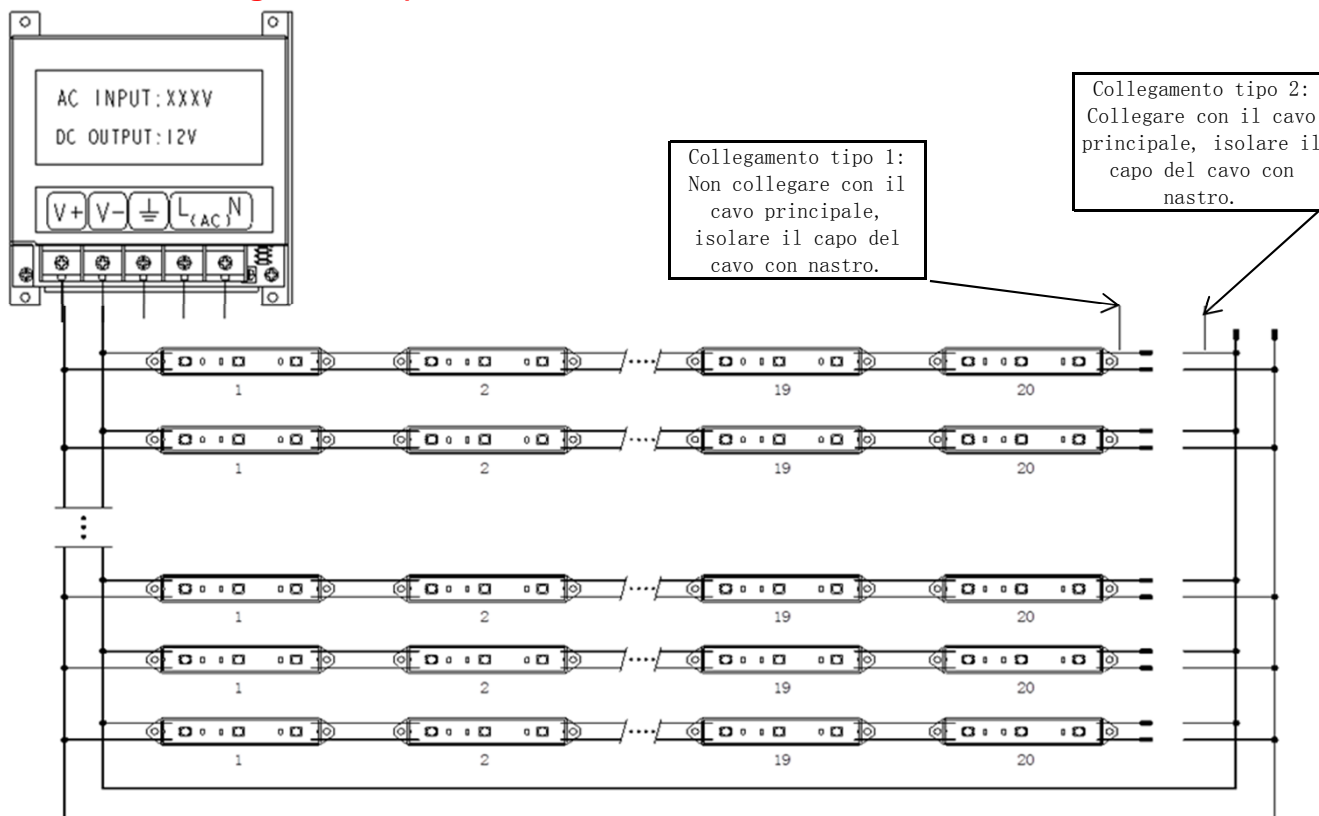 AC INPUT:XXXV
DC OUTPUT:12V
V+ V- L(AC)N
Collegamento tipo 1:
Non collegare con il
cavo principale,
isolare il capo del
cavo con nastro.
Collegamento tipo 2:
Collegare con il cavo
principale, isolare il
capo del cavo con
nastro.
1 2 19 20
1 2 19 20
1 2 19 20
1 2 19 20
1 2 19 20